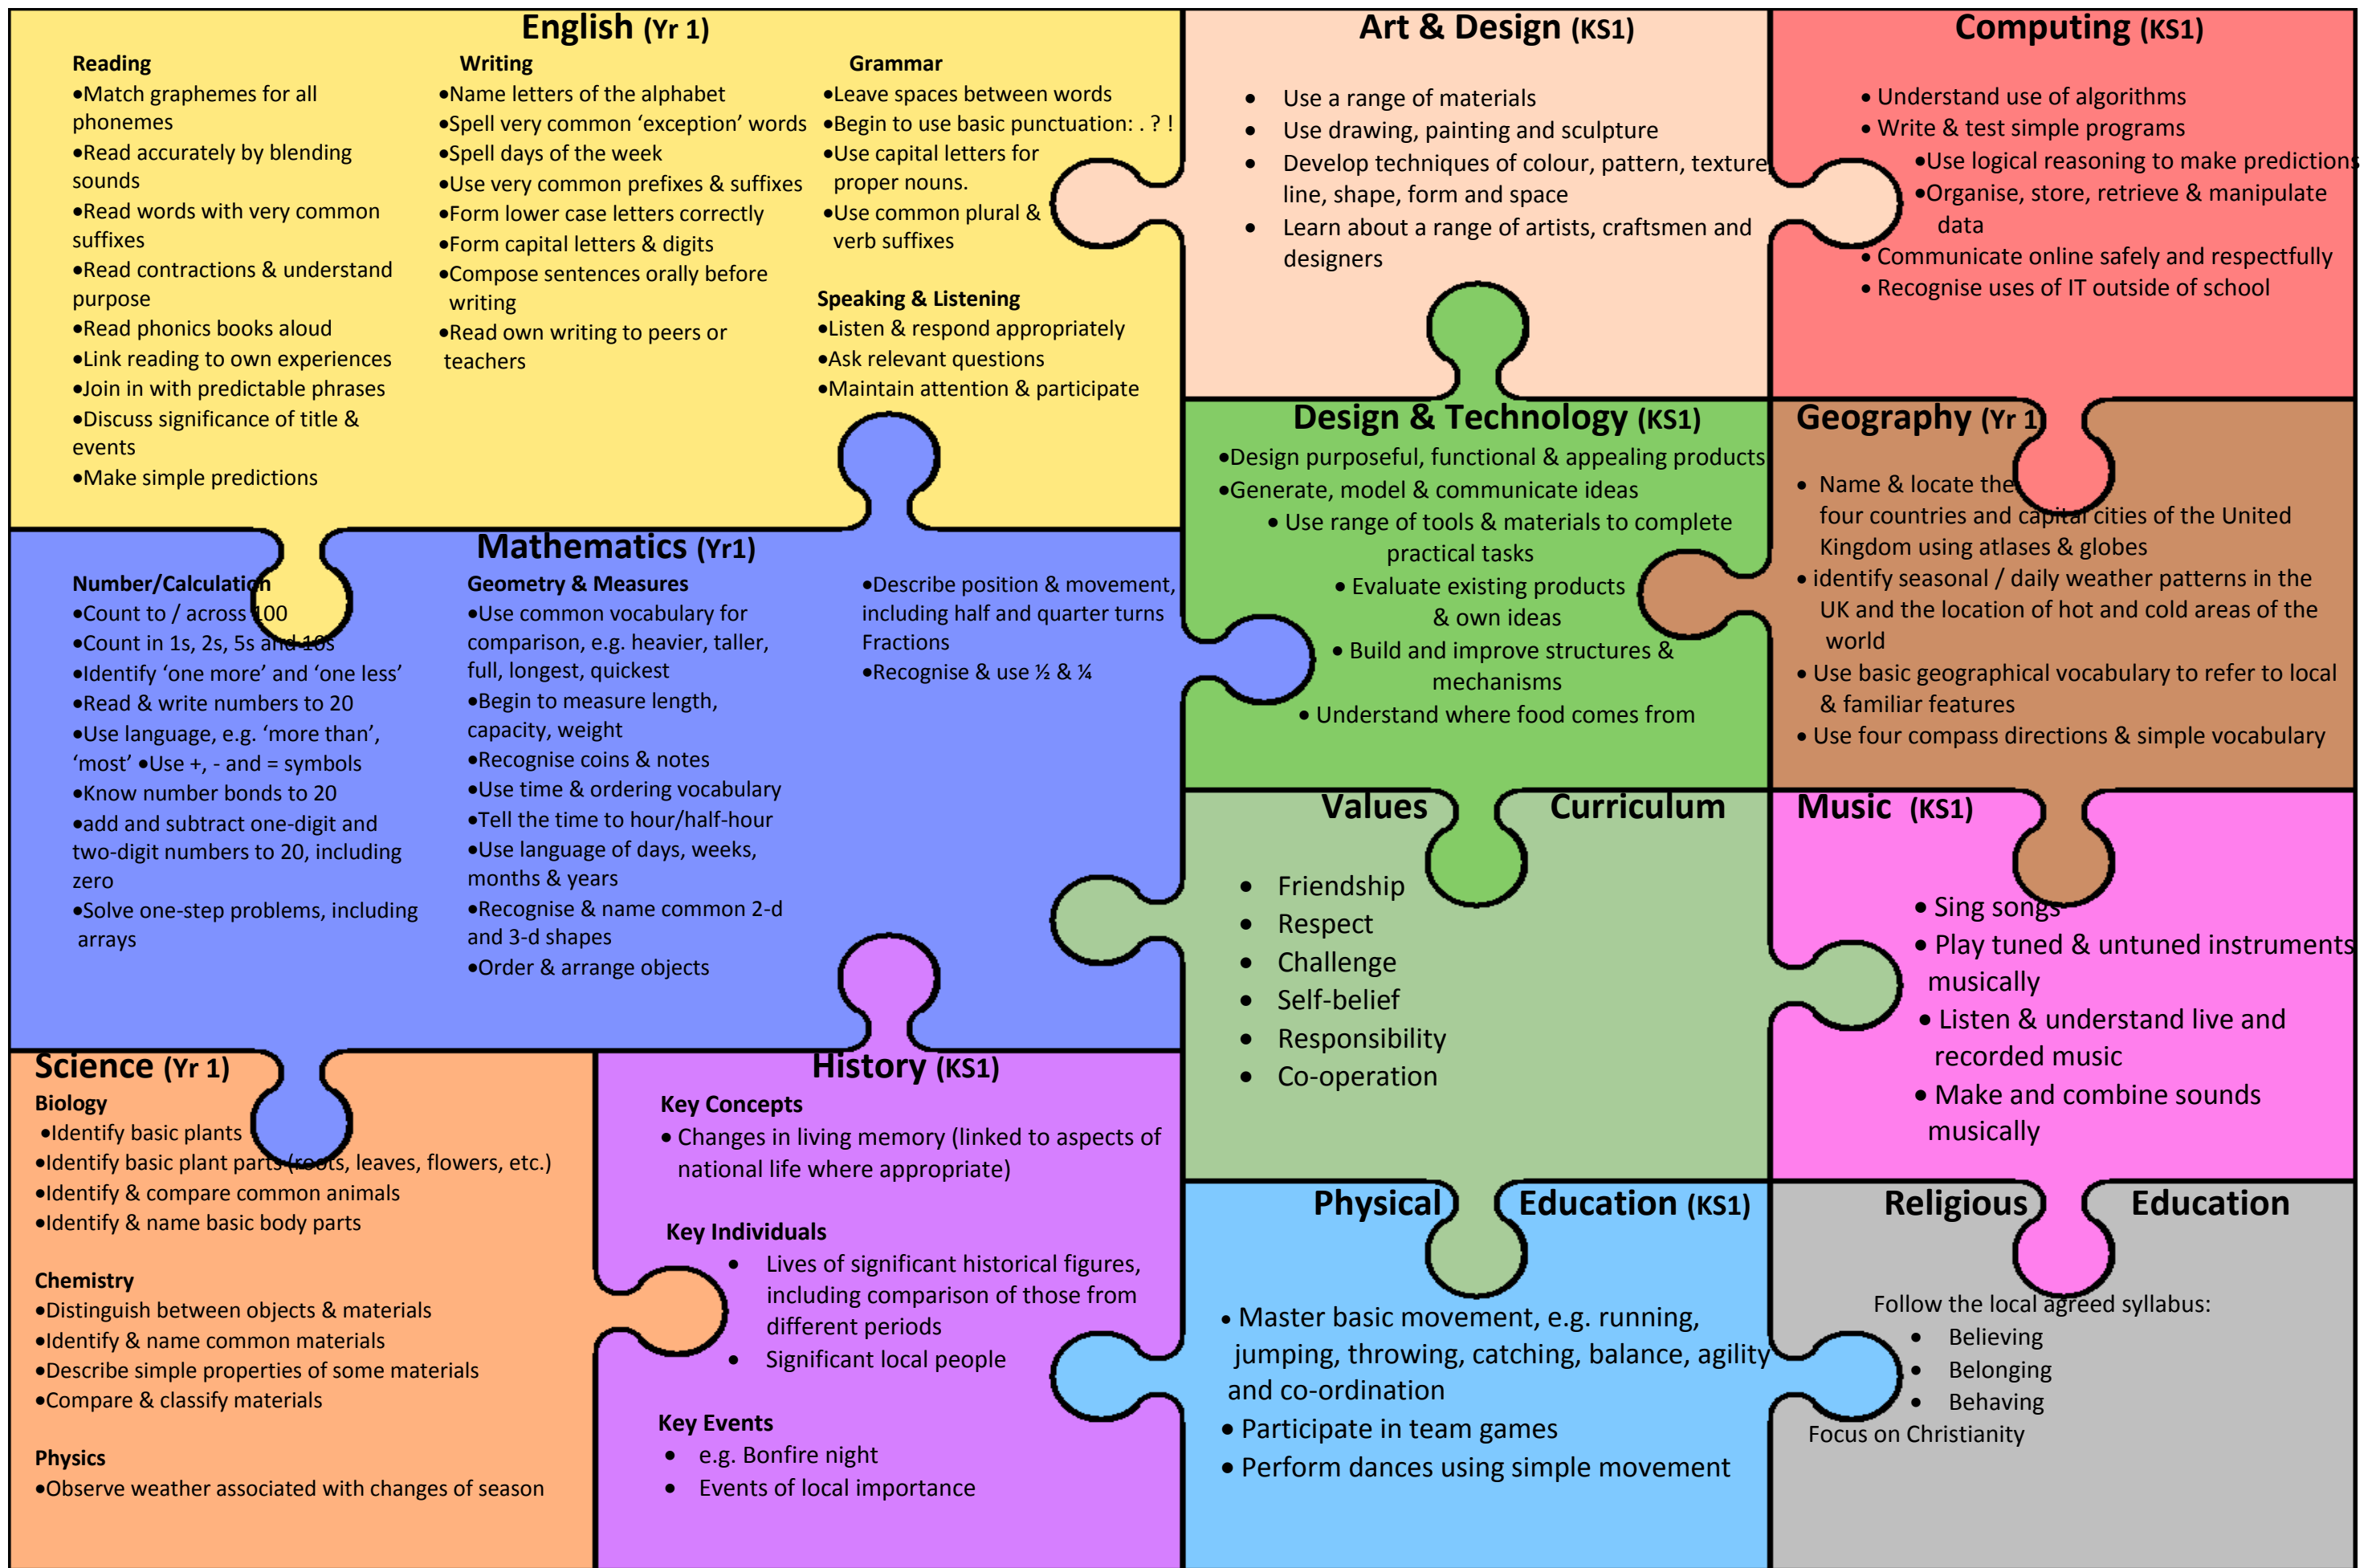 English (Yr 1)
Reading
•Match graphemes for all
phonemes
•Read accurately by blending
sounds
•Read words with very common
suffixes
•Read contractions & understand
purpose
•Read phonics books aloud
•Link reading to own experiences
•Join in with predictable phrases
•Discuss significance of title &
events
•Make simple predictions
Writing
•Name letters of the alphabet
•Spell very common ‘exception’ words
•Spell days of the week
•Use very common prefixes & suffixes
•Form lower case letters correctly
•Form capital letters & digits
•Compose sentences orally before
writing
•Read own writing to peers or
teachers
Grammar
•Leave spaces between words
•Begin to use basic punctuation: . ? !
•Use capital letters for
proper nouns.
•Use common plural &
verb suffixes
Speaking & Listening
•Listen & respond appropriately
•Ask relevant questions
•Maintain attention & participate
Art & Design (KS1)
• Use a range of materials
• Use drawing, painting and sculpture
• Develop techniques of colour, pattern, texture
line, shape, form and space
• Learn about a range of artists, craftsmen and
designers
Computing (KS1)
• Understand use of algorithms
• Write & test simple programs
•Use logical reasoning to make predictions
•Organise, store, retrieve & manipulate
data
• Communicate online safely and respectfully
• Recognise uses of IT outside of school
Design & Technology (KS1)
•Design purposeful, functional & appealing products
•Generate, model & communicate ideas
• Use range of tools & materials to complete
practical tasks
• Evaluate existing products
& own ideas
• Build and improve structures &
mechanisms
• Understand where food comes from
Geography (Yr 1
• Name & locate the
four countries and capital cities of the United
Kingdom using atlases & globes
• identify seasonal / daily weather patterns in the
UK and the location of hot and cold areas of the
world
• Use basic geographical vocabulary to refer to local
& familiar features
• Use four compass directions & simple vocabulary
Mathematics (Yr1)
Number/Calculation
•Count to / across 100
•Count in 1s, 2s, 5s and 10s
•Identify ‘one more’ and ‘one less’
•Read & write numbers to 20
•Use language, e.g. ‘more than’,
‘most’ •Use +, - and = symbols
•Know number bonds to 20
•add and subtract one-digit and
two-digit numbers to 20, including
zero
•Solve one-step problems, including
arrays
Geometry & Measures
•Use common vocabulary for
comparison, e.g. heavier, taller,
full, longest, quickest
•Begin to measure length,
capacity, weight
•Recognise coins & notes
•Use time & ordering vocabulary
•Tell the time to hour/half-hour
•Use language of days, weeks,
months & years
•Recognise & name common 2-d
and 3-d shapes
•Order & arrange objects
•Describe position & movement,
including half and quarter turns
Fractions
•Recognise & use ½ & ¼
Values Curriculum
• Friendship
• Respect
• Challenge
• Self-belief
• Responsibility
• Co-operation
Music (KS1)
• Sing songs
• Play tuned & untuned instruments
musically
• Listen & understand live and
recorded music
• Make and combine sounds
musically
Science (Yr 1)
Biology
•Identify basic plants
•Identify basic plant parts (roots, leaves, flowers, etc.)
•Identify & compare common animals
•Identify & name basic body parts
Chemistry
•Distinguish between objects & materials
•Identify & name common materials
•Describe simple properties of some materials
•Compare & classify materials
Physics
•Observe weather associated with changes of season
History (KS1)
Key Concepts
• Changes in living memory (linked to aspects of
national life where appropriate)
Key Individuals
• Lives of significant historical figures,
including comparison of those from
different periods
• Significant local people
Key Events
• e.g. Bonfire night
• Events of local importance
Physical Education (KS1)
• Master basic movement, e.g. running,
jumping, throwing, catching, balance, agility
and co-ordination
• Participate in team games
• Perform dances using simple movement
Religious Education
Follow the local agreed syllabus:
• Believing
• Belonging
• Behaving
Focus on Christianity